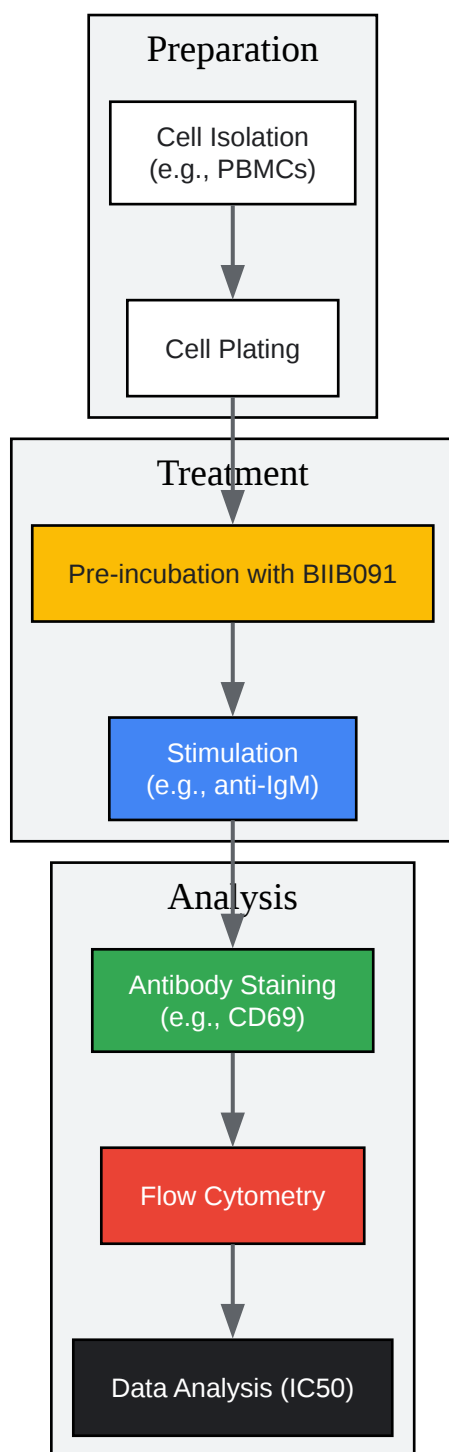 Preparation
Cell Isolation
(e.g., PBMCs)
Cell Plating
Treatment
Pre-incubation with BIIB091
Stimulation
(e.g., anti-IgM)
Analysis
Antibody Staining
(e.g., CD69)
Flow Cytometry
Data Analysis (IC50)